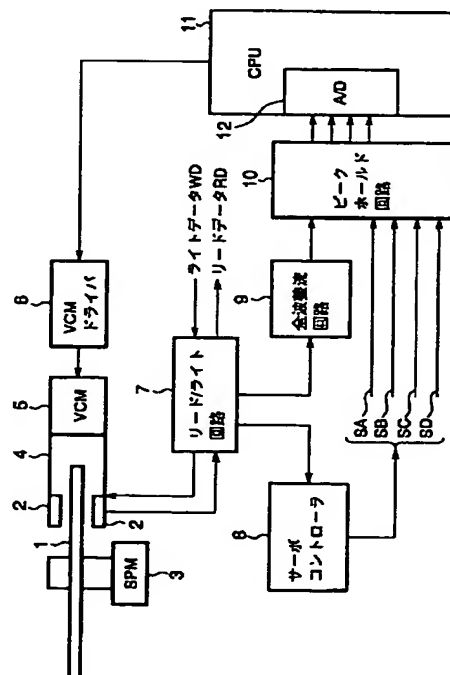 11
CPU
12
A/D
10
ピーク
ホールド
回路
6
VCM
ドライバ
ライトデータWD
リードデータRD
9
全波整流
回路
5
VCM
7
リード/ライト
回路
4
2
2
1
3
SPM
8
サーボ
コントローラ
SA
SB
SC
SD